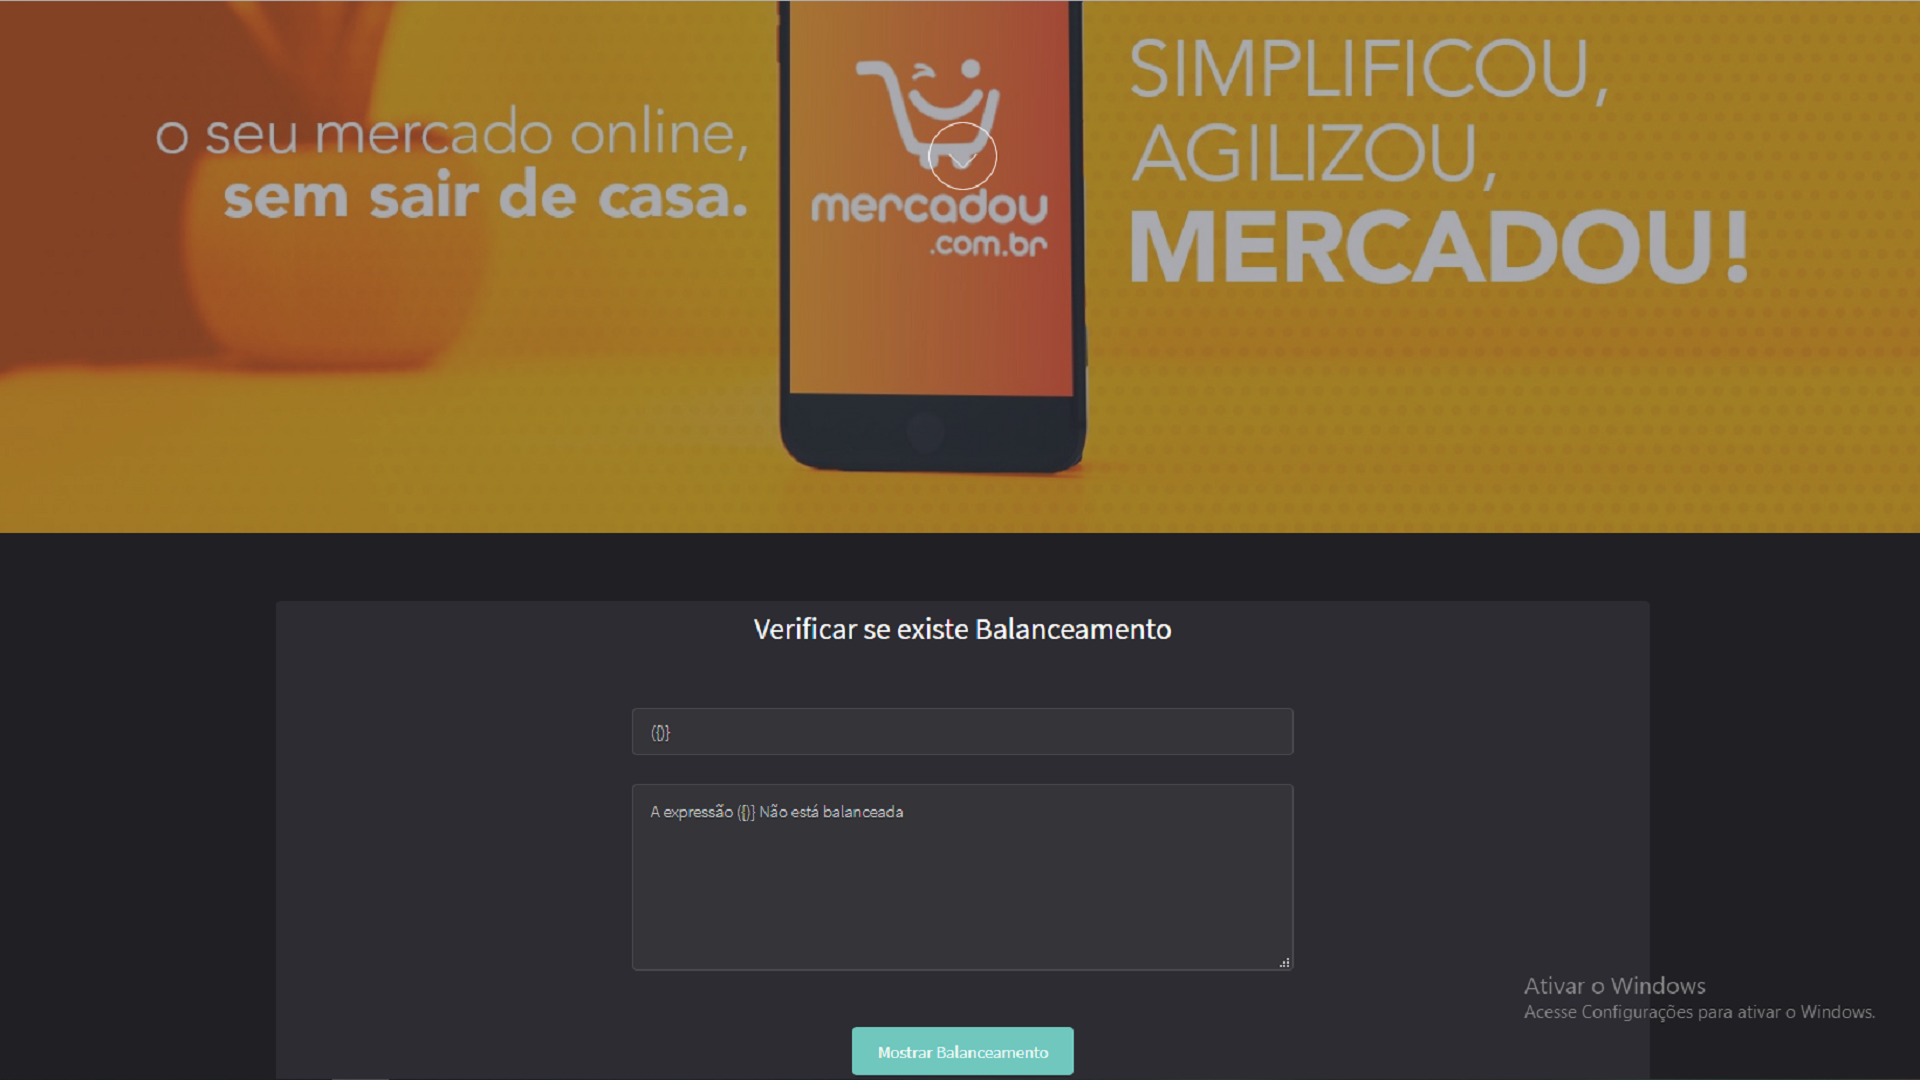 o seu mercado online,
sem sair de casa.
mercadou
.com.br
SIMPLIFICOU,
AGILIZOU,
MERCADOU!
Verificar se existe Balanceamento
({)}
A expressão ({)} Não está balanceada
Mostrar Balanceamento
Ativar o Windows
Acesse Configurações para ativar o Windows.